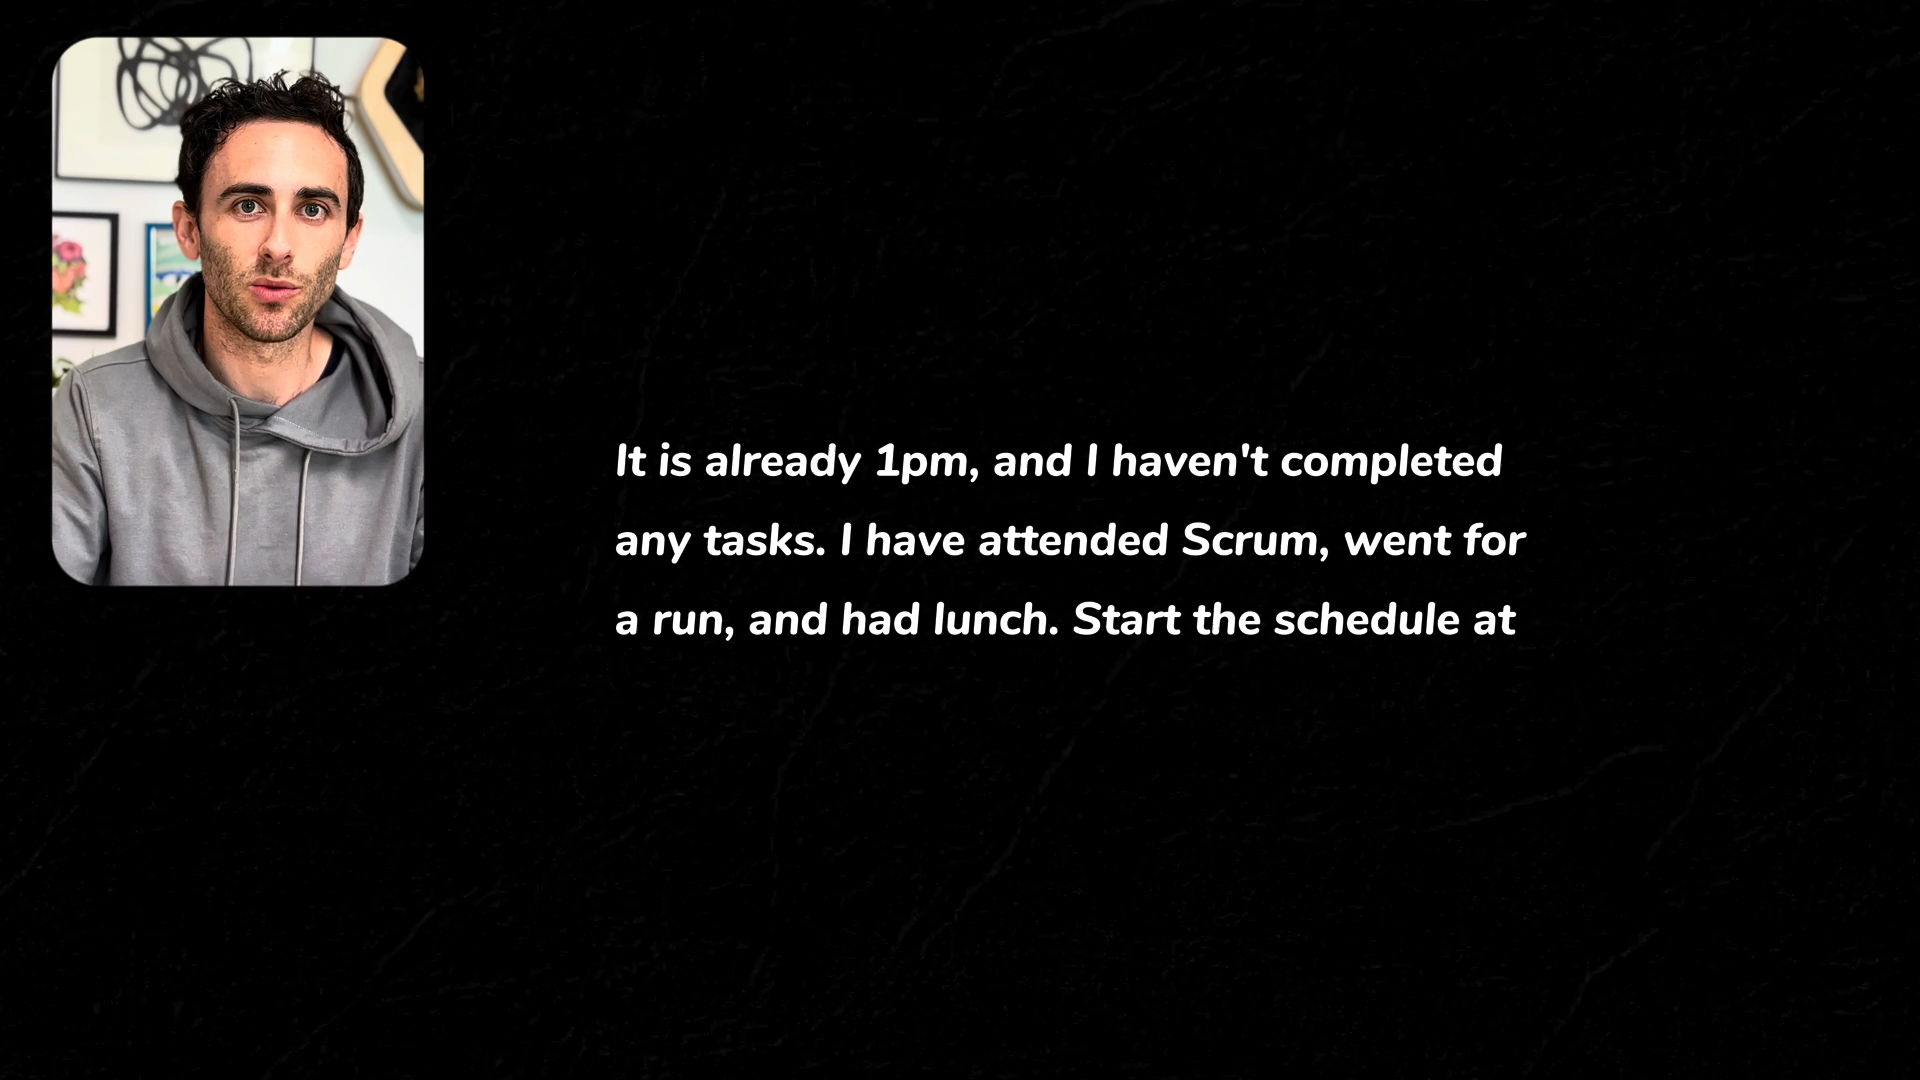 It is already 1pm, and I haven't completed
any tasks. I have attended Scrum, went for
a run, and had lunch. Start the schedule at